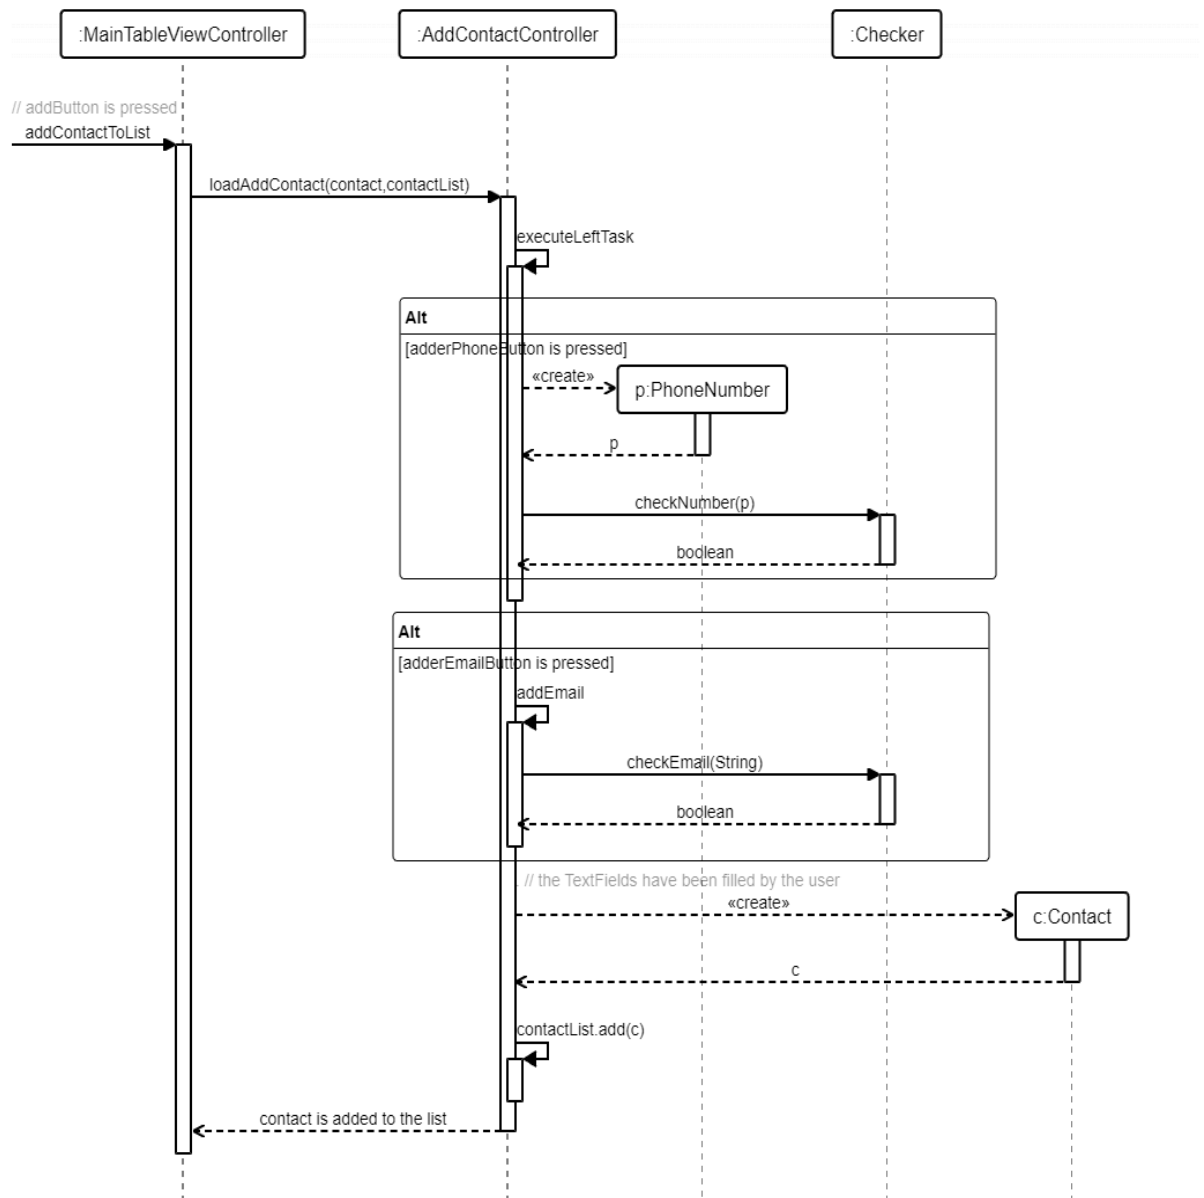 :MainTableViewController
:AddContactController
:Checker
// addButton is pressed
addContactToList
loadAddContact(contact,contactList)
executeLeftTask
Alt
[adderPhoneButton is pressed]
«create»
p:PhoneNumber
p
checkNumber(p)
boolean
Alt
[adderEmailButton is pressed]
addEmail
checkEmail(String)
boolean
// the TextFields have been filled by the user
«create»
c:Contact
c
contactList.add(c)
contact is added to the list